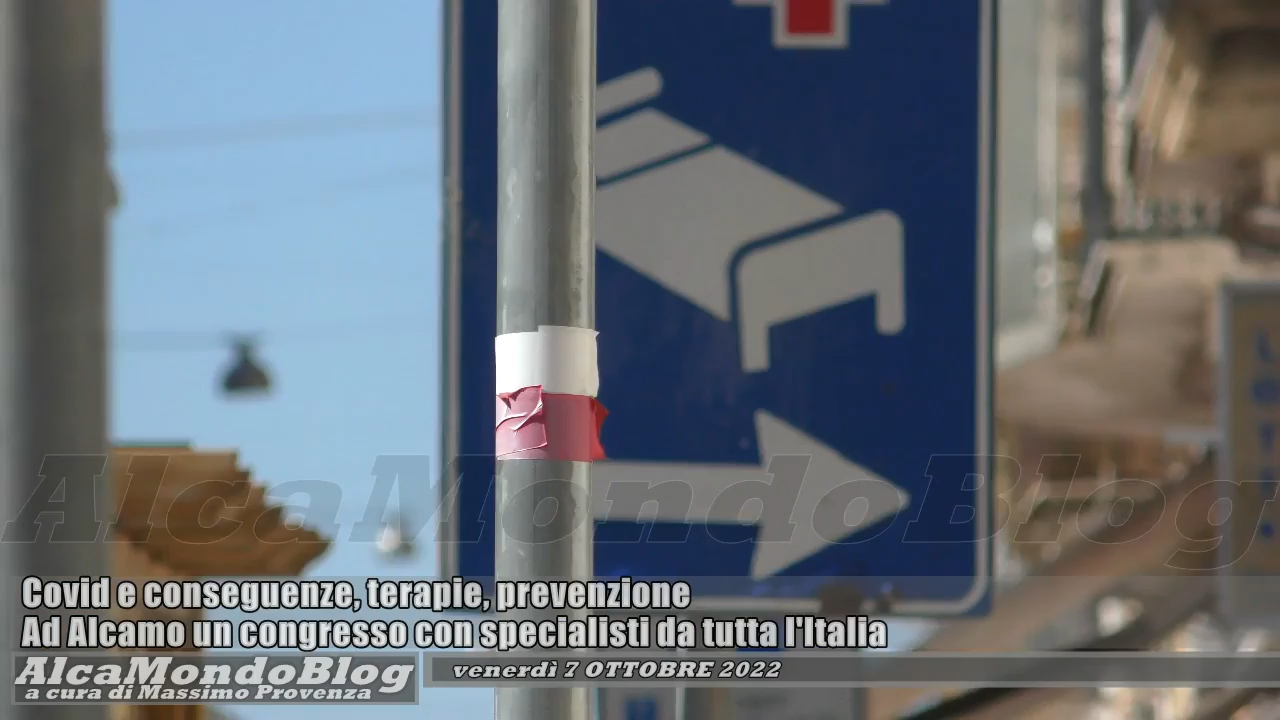 AlcaMondoBlog
Covid e conseguenze, terapie, prevenzione
Ad Alcamo un congresso con specialisti da tutta l'Italia
AlcaMondoBlog
a cura di Massimo Provenza
venerdì 7 OTTOBRE 2022